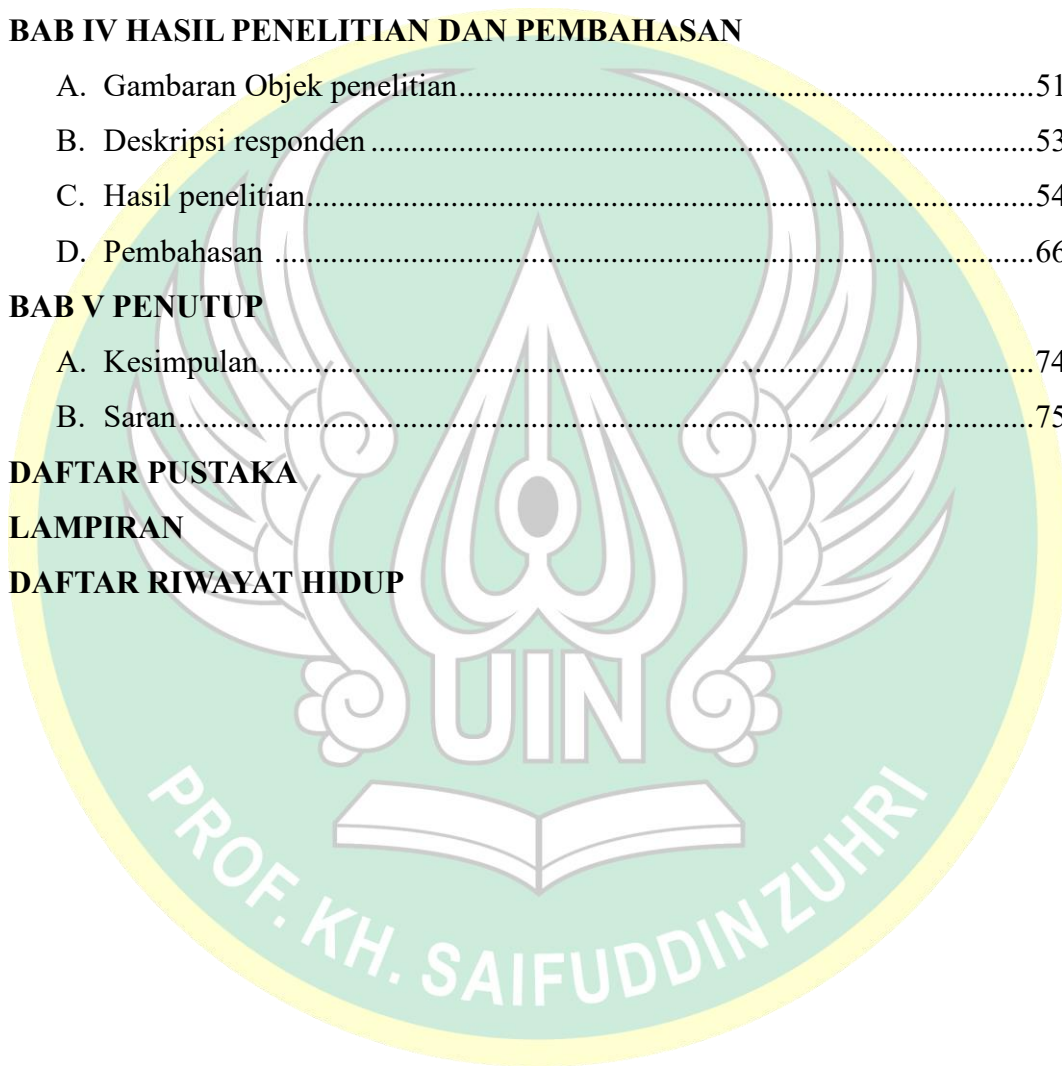 BAB IV HASIL PENELITIAN DAN PEMBAHASAN
A. Gambaran Objek penelitian..........51
B. Deskripsi responden..........53
C. Hasil penelitian..........54
D. Pembahasan ..........66
BAB V PENUTUP
A. Kesimpulan..........74
B. Saran..........75
DAFTAR PUSTAKA
LAMPIRAN
DAFTAR RIWAYAT HIDUP
UIN
PROF. KH. SAIFUDDIN ZUHRI